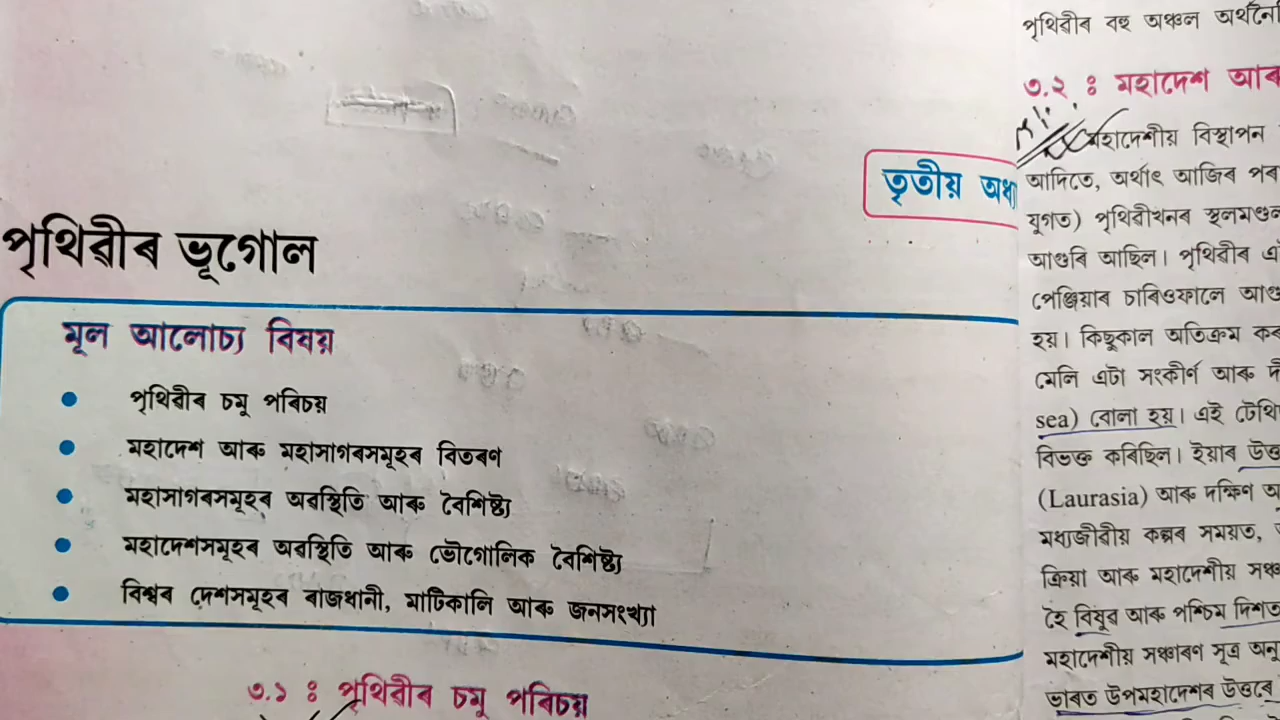 তৃতীয়
পৃথিৱীৰ ভূগোল
মূল আলোচ্য বিষয়
• পৃথিৱীৰ চমু পৰিচয়
• মহাদেশ আৰু মহাসাগৰসমূহৰ বিতৰণ
• মহাসাগৰসমূহৰ অৱস্থিতি আৰু বৈশিষ্ট্য
• মহাদেশসমূহৰ অৱস্থিতি আৰু ভৌগোলিক বৈশিষ্ট্য
• বিশ্বৰ দেশসমূহৰ ৰাজধানী, মাটিকালি আৰু জনসংখ্যা
৩.১ ঃ পৃথিৱীৰ চমু পৰিচয়
পৃথিৱীৰ বহু অঞ্চল
৩.২ ঃ মহাদেশ
মহাদেশীয় বিস্থাপন
আদিতে, অৰ্থাৎ আজিৰ
যুগত) পৃথিৱীখনৰ
আগুৰি আছিল। পৃথিৱীৰ
পেঞ্জিয়াৰ চাৰিওফালে
হয়। কিছুকাল অতিক্ৰম
মেলি এটা সংকীৰ্ণ আৰু
sea) বোলা হয়। এই
বিভক্ত কৰিছিল। ইয়াৰ
(Laurasia) আৰু দক্ষিণ
মধ্যজীৱীয় কল্পৰ সময়ত,
ক্ৰিয়া আৰু মহাদেশীয়
হৈ বিষুৱ আৰু পশ্চিম
মহাদেশীয় সঞ্চাৰণ সূত্ৰ
ভাৰত উপমহাদেশৰ উত্তৰে